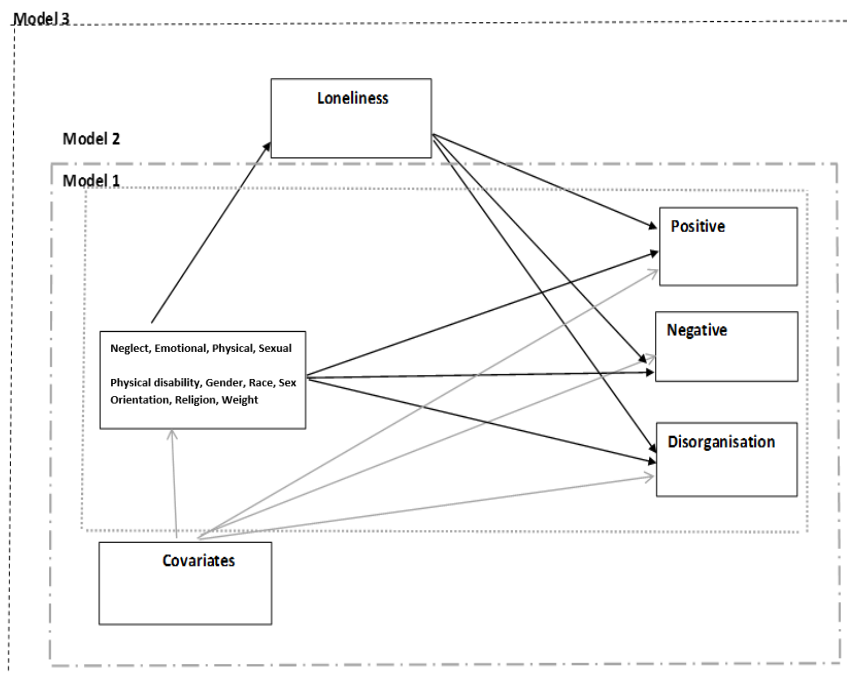 Model 3
Loneliness
Model 2
Model 1
Positive
Neglect, Emotional, Physical, Sexual
Physical disability, Gender, Race, Sex
Orientation, Religion, Weight
Negative
Disorganisation
Covariates